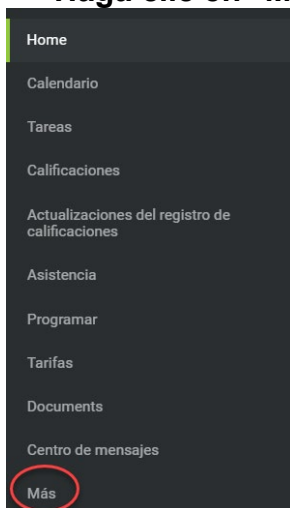 Home
Calendario
Tareas
Calificaciones
Actualizaciones del registro de
calificaciones
Asistencia
Programar
Tarifas
Documents
Centro de mensajes
Más